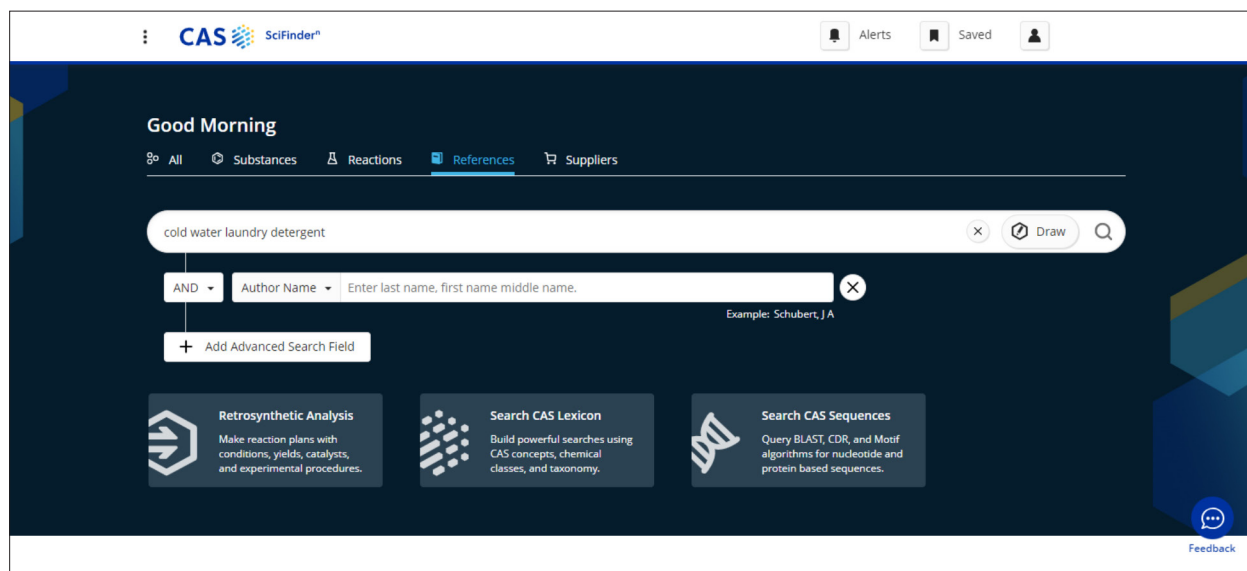 CAS SciFinderⁿ
Alerts Saved
Good Morning
All Substances Reactions References Suppliers
cold water laundry detergent
Draw
AND Author Name Enter last name, first name middle name.
Example: Schubert, J A
Add Advanced Search Field
Retrosynthetic Analysis
Make reaction plans with
conditions, yields, catalysts,
and experimental procedures.
Search CAS Lexicon
Build powerful searches using
CAS concepts, chemical
classes, and taxonomy.
Search CAS Sequences
Query BLAST, CDR, and Motif
algorithms for nucleotide and
protein based sequences.
Feedback